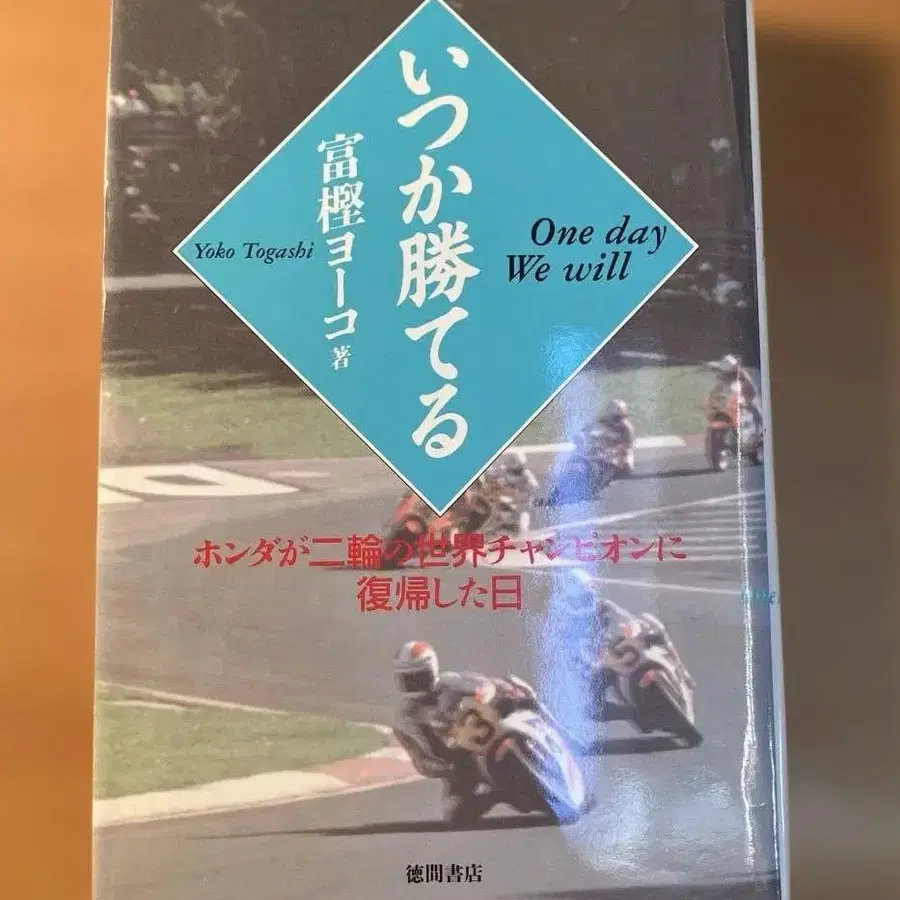 いつか勝てる
富樫ヨーコ 著
Yoko Togashi
One day
We will
ホンダが二輪の世界チャンピオンに
復帰した日
3
5
徳間書店